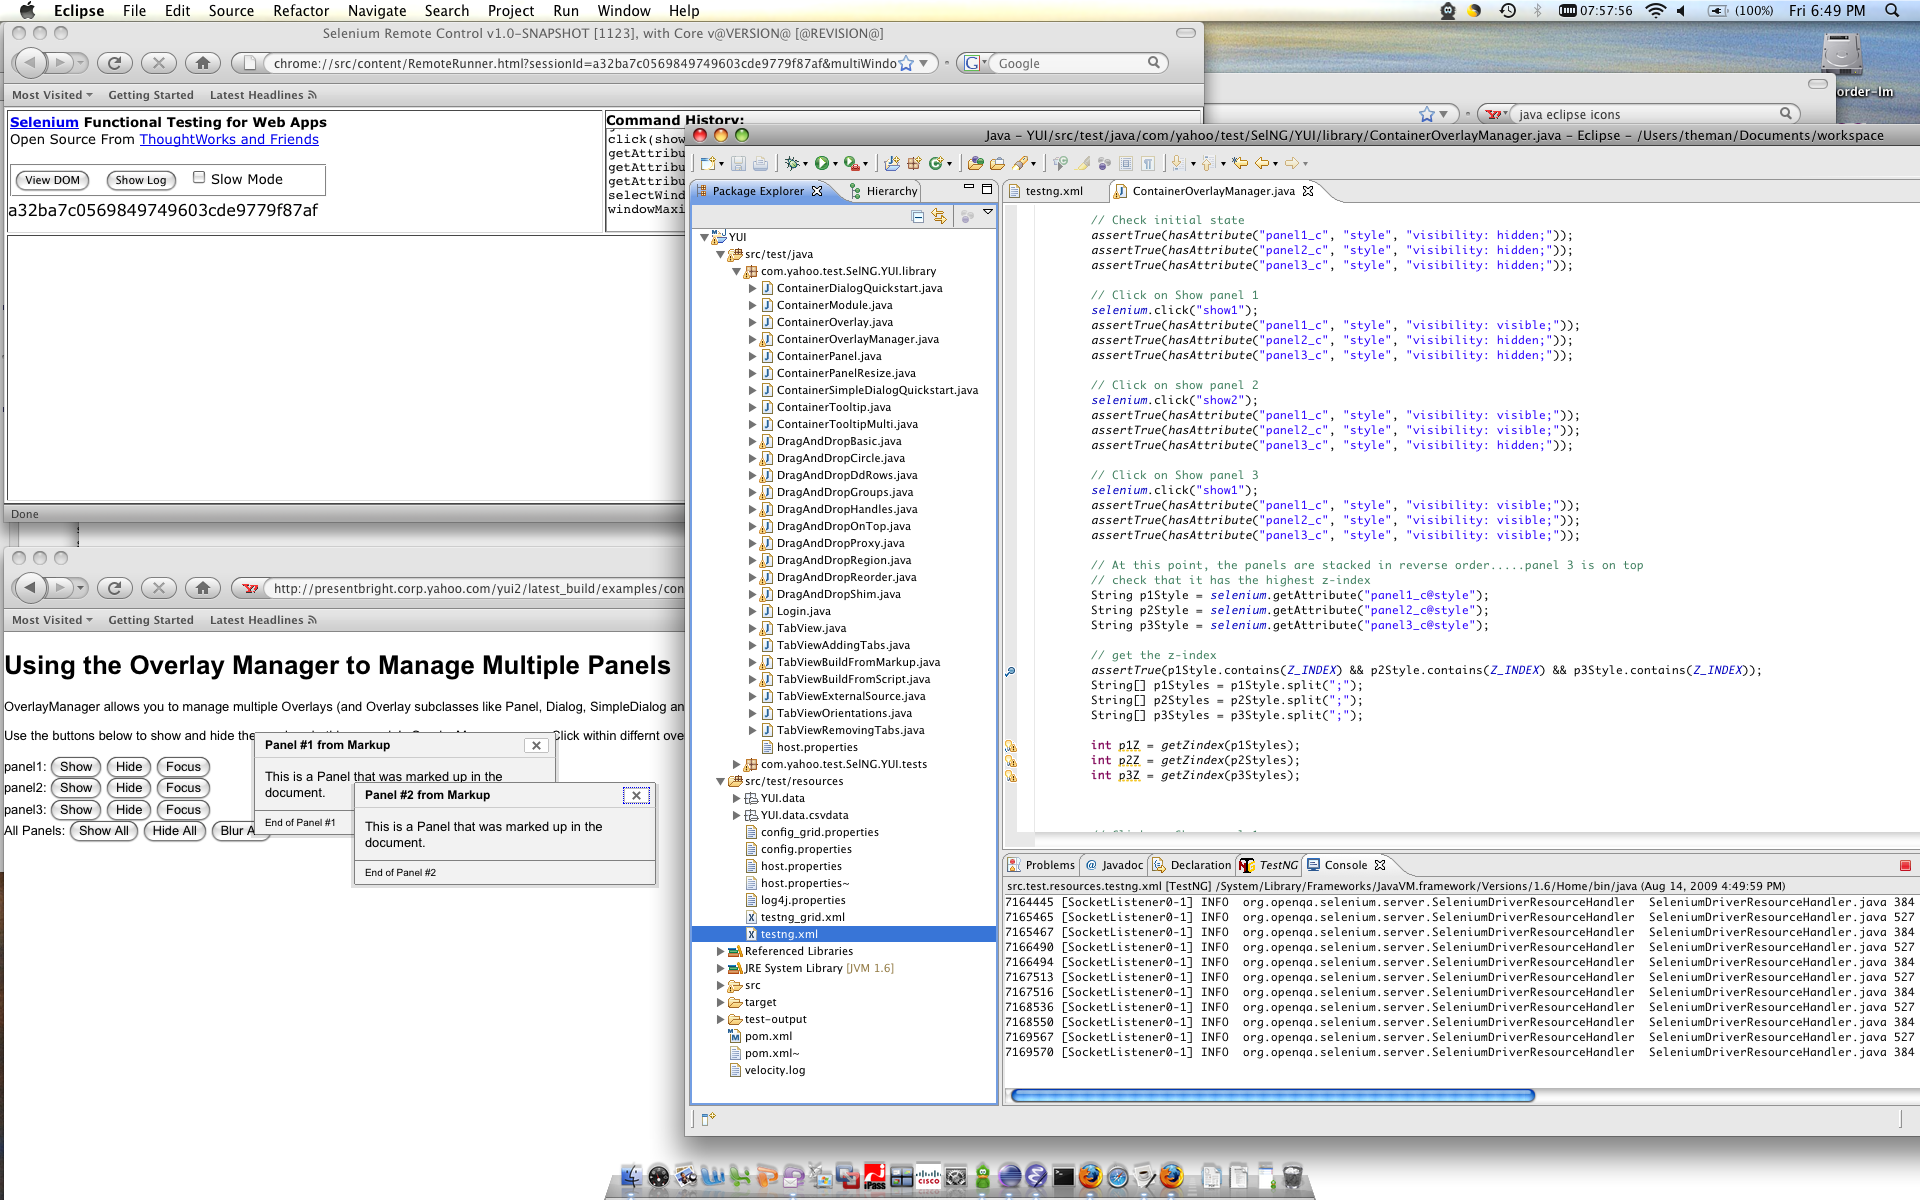 Eclipse File Edit Source Refactor Navigate Search Project Run Window Help
07:57:56 (100%) Fri 6:49 PM
Selenium Remote Control v1.0-SNAPSHOT [1123], with Core v@VERSION@ [@REVISION@]
chrome://src/content/RemoteRunner.html?sessionId=a32ba7c0569849749603cde9779f87af&multiWindo
Google
Most Visited Getting Started Latest Headlines
Selenium Functional Testing for Web Apps
Open Source From ThoughtWorks and Friends
View DOM Show Log Slow Mode
a32ba7c0569849749603cde9779f87af
Command History:
click(show
getAttribu
getAttribu
getAttribu
selectWind
windowMaxi
Done
java eclipse icons
order-Im
http://presentbright.corp.yahoo.com/yui2/latest_build/examples/con
Most Visited Getting Started Latest Headlines
Using the Overlay Manager to Manage Multiple Panels
OverlayManager allows you to manage multiple Overlays (and Overlay subclasses like Panel, Dialog, SimpleDialog an
Use the buttons below to show and hide the
Click within differnt ove
panel1: Show Hide Focus
panel2: Show Hide Focus
panel3: Show Hide Focus
All Panels: Show All Hide All Blur A
Panel #1 from Markup
This is a Panel that was marked up in the
document.
End of Panel #1
Panel #2 from Markup
This is a Panel that was marked up in the
document.
End of Panel #2
Java - YUI/src/test/java/com/yahoo/test/SelNG/YUI/library/ContainerOverlayManager.java - Eclipse - /Users/theman/Documents/workspace
Package Explorer Hierarchy
YUI
src/test/java
com.yahoo.test.SelNG.YUI.library
ContainerDialogQuickstart.java
ContainerModule.java
ContainerOverlay.java
ContainerOverlayManager.java
ContainerPanel.java
ContainerPanelResize.java
ContainerSimpleDialogQuickstart.java
ContainerTooltip.java
ContainerTooltipMulti.java
DragAndDropBasic.java
DragAndDropCircle.java
DragAndDropDdRows.java
DragAndDropGroups.java
DragAndDropHandles.java
DragAndDropOnTop.java
DragAndDropProxy.java
DragAndDropRegion.java
DragAndDropReorder.java
DragAndDropShim.java
Login.java
TabView.java
TabViewAddingTabs.java
TabViewBuildFromMarkup.java
TabViewBuildFromScript.java
TabViewExternalSource.java
TabViewOrientations.java
TabViewRemovingTabs.java
host.properties
com.yahoo.test.SelNG.YUI.tests
src/test/resources
YUI.data
YUI.data.csvdata
config_grid.properties
config.properties
host.properties
host.properties~
log4j.properties
testng_grid.xml
testng.xml
Referenced Libraries
JRE System Library [JVM 1.6]
src
target
test-output
pom.xml
pom.xml~
velocity.log
testng.xml ContainerOverlayManager.java
// Check initial state
assertTrue(hasAttribute("panel1_c", "style", "visibility: hidden;"));
assertTrue(hasAttribute("panel2_c", "style", "visibility: hidden;"));
assertTrue(hasAttribute("panel3_c", "style", "visibility: hidden;"));
// Click on Show panel 1
selenium.click("show1");
assertTrue(hasAttribute("panel1_c", "style", "visibility: visible;"));
assertTrue(hasAttribute("panel2_c", "style", "visibility: hidden;"));
assertTrue(hasAttribute("panel3_c", "style", "visibility: hidden;"));
// Click on show panel 2
selenium.click("show2");
assertTrue(hasAttribute("panel1_c", "style", "visibility: visible;"));
assertTrue(hasAttribute("panel2_c", "style", "visibility: visible;"));
assertTrue(hasAttribute("panel3_c", "style", "visibility: hidden;"));
// Click on Show panel 3
selenium.click("show1");
assertTrue(hasAttribute("panel1_c", "style", "visibility: visible;"));
assertTrue(hasAttribute("panel2_c", "style", "visibility: visible;"));
assertTrue(hasAttribute("panel3_c", "style", "visibility: visible;"));
// At this point, the panels are stacked in reverse order.....panel 3 is on top
// check that it has the highest z-index
String p1Style = selenium.getAttribute("panel1_c@style");
String p2Style = selenium.getAttribute("panel2_c@style");
String p3Style = selenium.getAttribute("panel3_c@style");
// get the z-index
assertTrue(p1Style.contains(Z_INDEX) && p2Style.contains(Z_INDEX) && p3Style.contains(Z_INDEX));
String[] p1Styles = p1Style.split(";");
String[] p2Styles = p2Style.split(";");
String[] p3Styles = p3Style.split(";");
int p1Z = getZindex(p1Styles);
int p2Z = getZindex(p2Styles);
int p3Z = getZindex(p3Styles);
Problems Javadoc Declaration TestNG Console
src.test.resources.testng.xml [TestNG] /System/Library/Frameworks/JavaVM.framework/Versions/1.6/Home/bin/java (Aug 14, 2009 4:49:59 PM)
7164445 [SocketListener0-1] INFO org.openqa.selenium.server.SeleniumDriverResourceHandler SeleniumDriverResourceHandler.java 384
7165465 [SocketListener0-1] INFO org.openqa.selenium.server.SeleniumDriverResourceHandler SeleniumDriverResourceHandler.java 527
7165467 [SocketListener0-1] INFO org.openqa.selenium.server.SeleniumDriverResourceHandler SeleniumDriverResourceHandler.java 384
7166490 [SocketListener0-1] INFO org.openqa.selenium.server.SeleniumDriverResourceHandler SeleniumDriverResourceHandler.java 527
7166494 [SocketListener0-1] INFO org.openqa.selenium.server.SeleniumDriverResourceHandler SeleniumDriverResourceHandler.java 384
7167513 [SocketListener0-1] INFO org.openqa.selenium.server.SeleniumDriverResourceHandler SeleniumDriverResourceHandler.java 527
7167516 [SocketListener0-1] INFO org.openqa.selenium.server.SeleniumDriverResourceHandler SeleniumDriverResourceHandler.java 384
7168536 [SocketListener0-1] INFO org.openqa.selenium.server.SeleniumDriverResourceHandler SeleniumDriverResourceHandler.java 527
7168550 [SocketListener0-1] INFO org.openqa.selenium.server.SeleniumDriverResourceHandler SeleniumDriverResourceHandler.java 384
7169567 [SocketListener0-1] INFO org.openqa.selenium.server.SeleniumDriverResourceHandler SeleniumDriverResourceHandler.java 527
7169570 [SocketListener0-1] INFO org.openqa.selenium.server.SeleniumDriverResourceHandler SeleniumDriverResourceHandler.java 384
iPass
CISCO